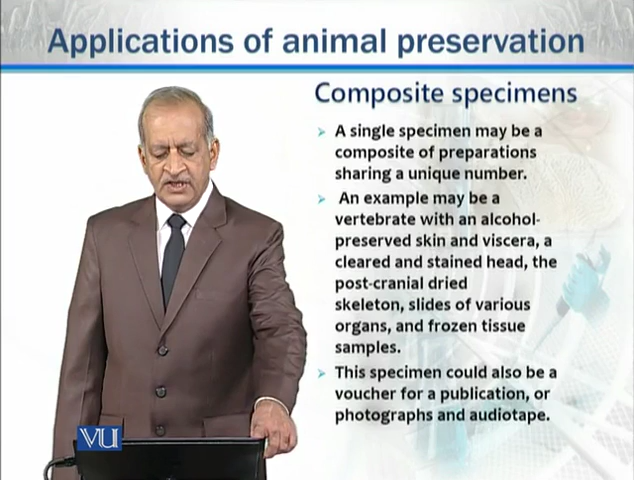 Applications of animal preservation
Composite specimens
A single specimen may be a
composite of preparations
sharing a unique number.
An example may be a
vertebrate with an alcohol-
preserved skin and viscera, a
cleared and stained head, the
post-cranial dried
skeleton, slides of various
organs, and frozen tissue
samples.
This specimen could also be a
voucher for a publication, or
photographs and audiotape.
VU